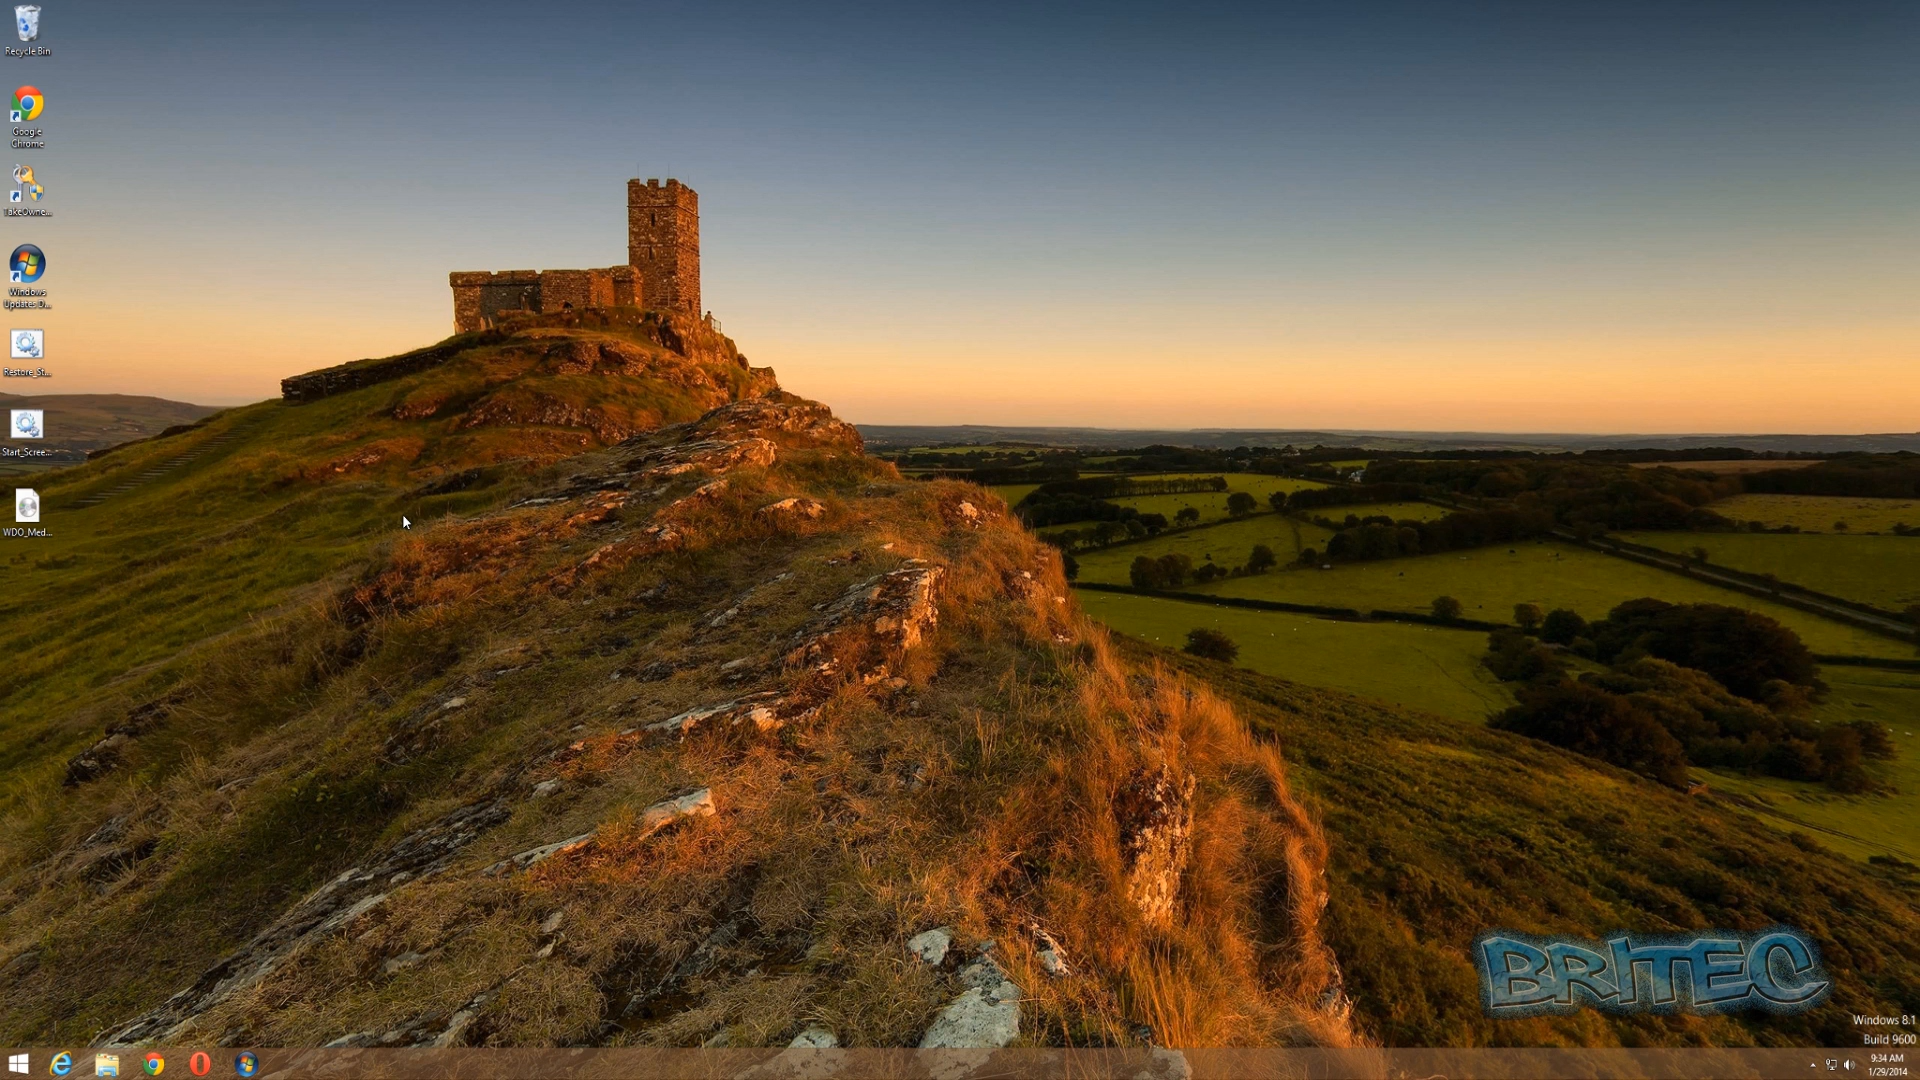 Recycle Bin
Google
Chrome
TakeOwne...
Windows
Updates D...
Restore_St...
Start_Scree...
WDO_Med...
BRITEC
Windows 8.1
Build 9600
9:34 AM
1/29/2014